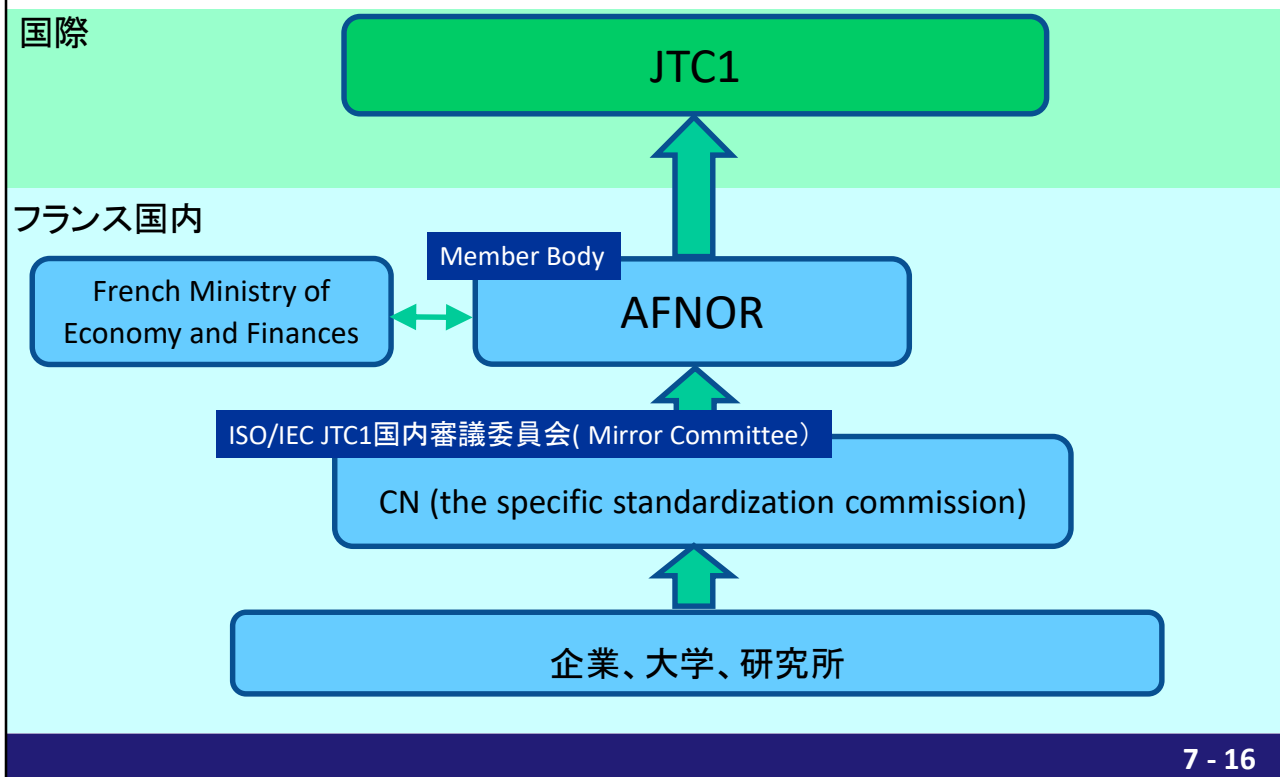 国際
JTC1
フランス国内
Member Body
French Ministry of
Economy and Finances
AFNOR
ISO/IEC JTC1国内審議委員会( Mirror Committee）
CN (the specific standardization commission)
企業、大学、研究所
7 - 16